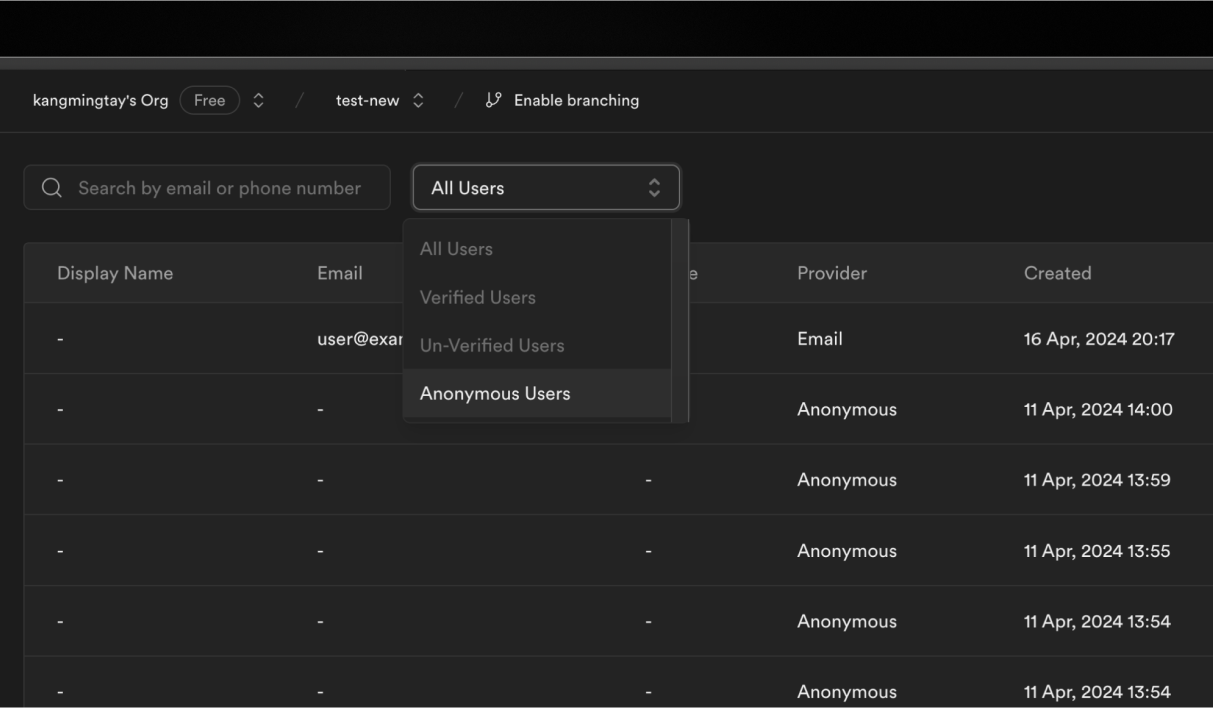 kangmingtay's Org Free / test-new / Enable branching
Search by email or phone number All Users
All Users
Verified Users
Un-Verified Users
Anonymous Users
Display Name Email Provider Created
- Email 16 Apr, 2024 20:17
- - Anonymous 11 Apr, 2024 14:00
- - - Anonymous 11 Apr, 2024 13:59
- - - Anonymous 11 Apr, 2024 13:55
- - - Anonymous 11 Apr, 2024 13:54
- - - Anonymous 11 Apr, 2024 13:54